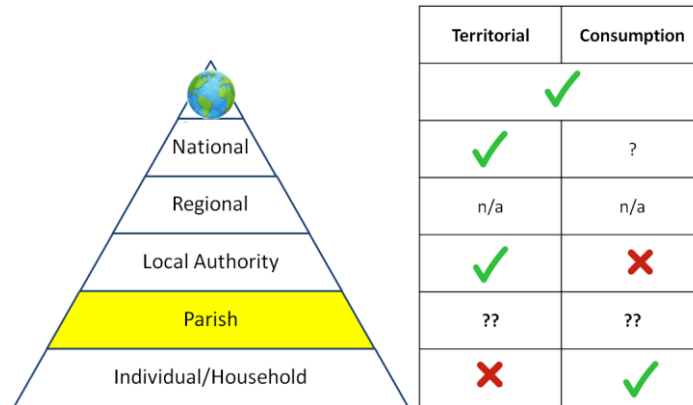 Territorial
Consumption
National
?
Regional
n/a
n/a
Local Authority
Parish
??
??
Individual/Household